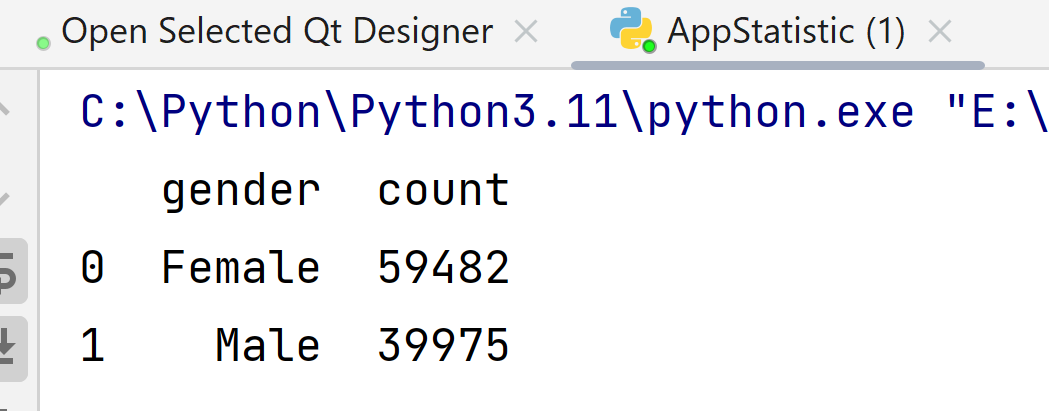 Open Selected Qt Designer AppStatistic (1)
C:\Python\Python3.11\python.exe "E:\
gender count
0 Female 59482
1 Male 39975